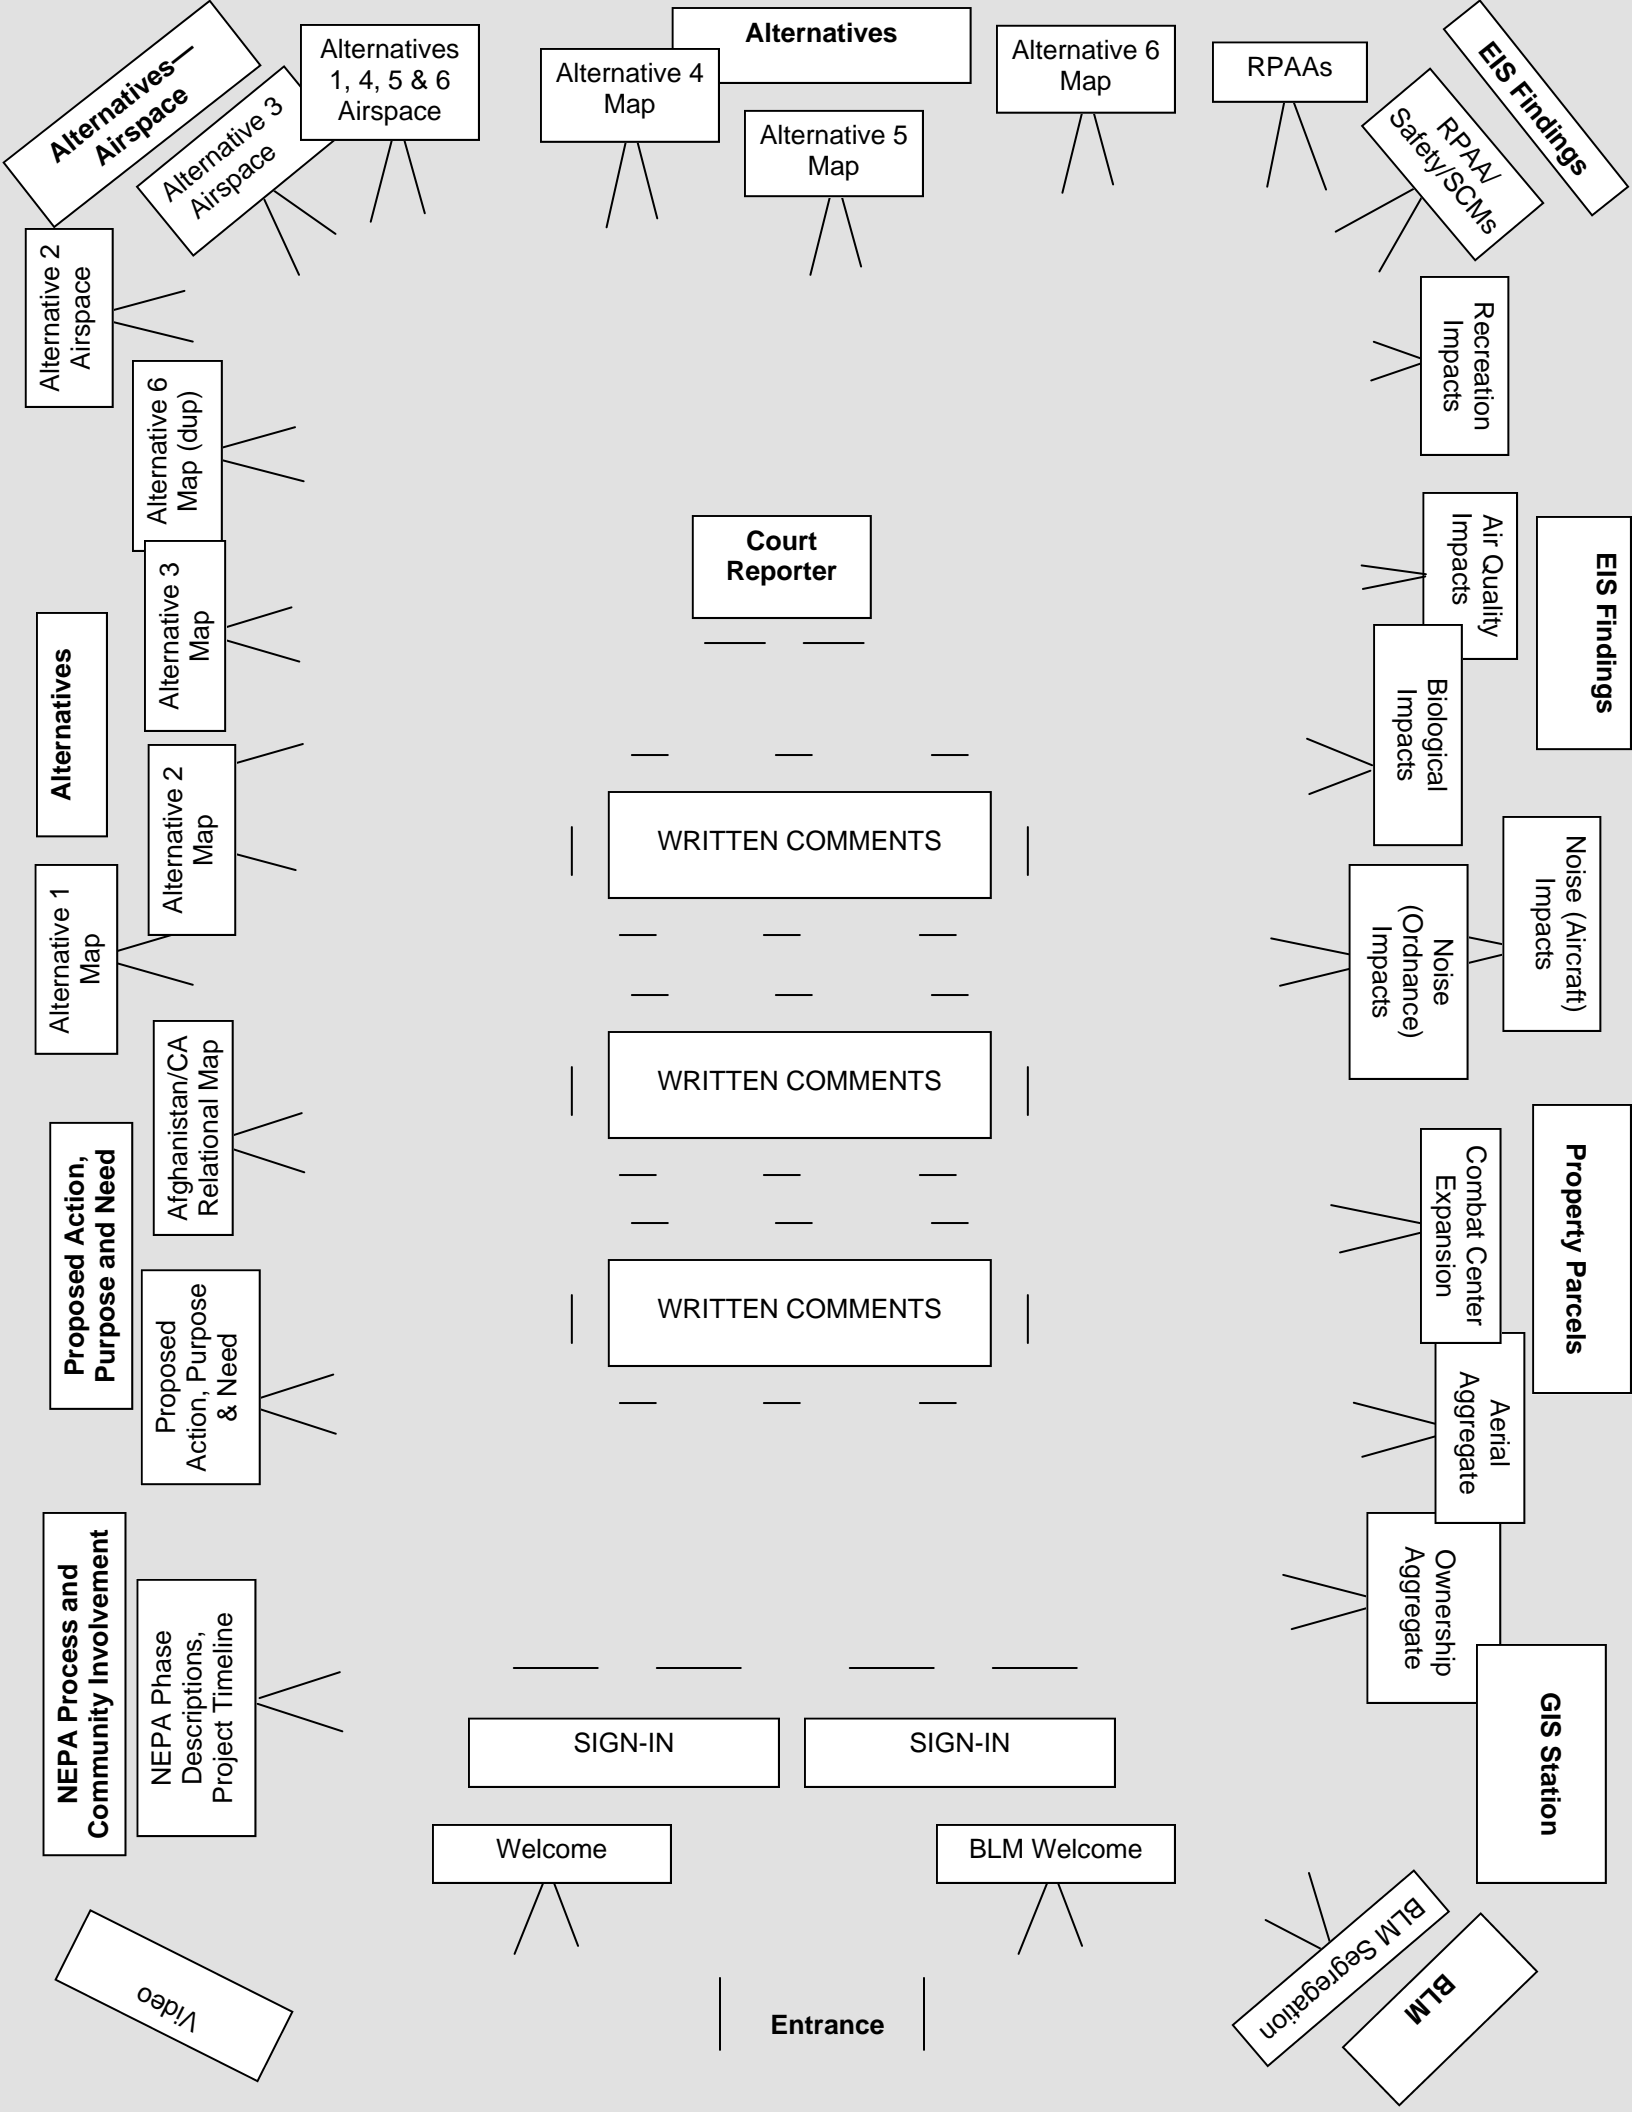 Alternatives—
Airspace
Alternative 3
Airspace
Alternatives
1, 4, 5 & 6
Airspace
Alternative 4
Map
Alternatives
Alternative 5
Map
Alternative 6
Map
RPAAs
EIS Findings
RPAA/
Safety/SCMs
Alternative 2
Airspace
Recreation
Impacts
Alternative 6
Map (dup)
Court
Reporter
Air Quality
Impacts
EIS Findings
Alternative 3
Map
Biological
Impacts
Alternatives
Alternative 2
Map
WRITTEN COMMENTS
Noise (Aircraft)
Impacts
Noise
(Ordnance)
Impacts
Alternative 1
Map
Afghanistan/CA
Relational Map
WRITTEN COMMENTS
Proposed Action,
Purpose and Need
Combat Center
Expansion
Property Parcels
Proposed
Action, Purpose
& Need
WRITTEN COMMENTS
Aerial
Aggregate
Ownership
Aggregate
NEPA Process and
Community Involvement
NEPA Phase
Descriptions,
Project Timeline
GIS Station
SIGN-IN
SIGN-IN
Welcome
BLM Welcome
BLM Segregation
BLM
Video
Entrance